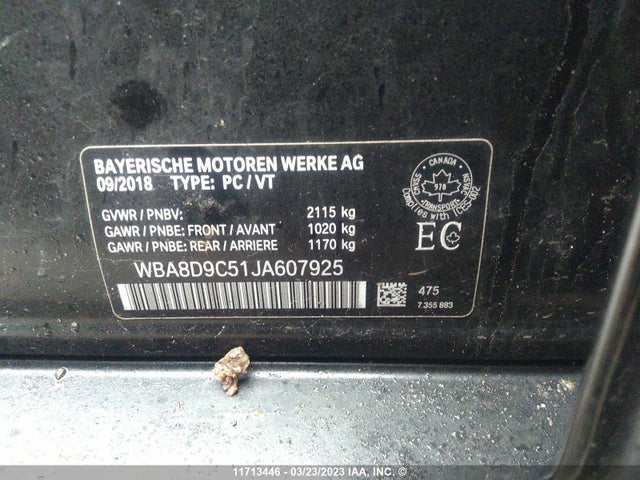 BAYERISCHE MOTOREN WERKE AG
09/2018 TYPE: PC / VT
GVWR / PNBV: 2115 kg
GAWR / PNBE: FRONT / AVANT 1020 kg
GAWR / PNBE: REAR / ARRIERE 1170 kg
WBA8D9C51JA607925
475
7 355 883
CANADA
978
TRANSPORT
Complies with
EC
11713446 - 03/23/2023 IAA, INC. ©